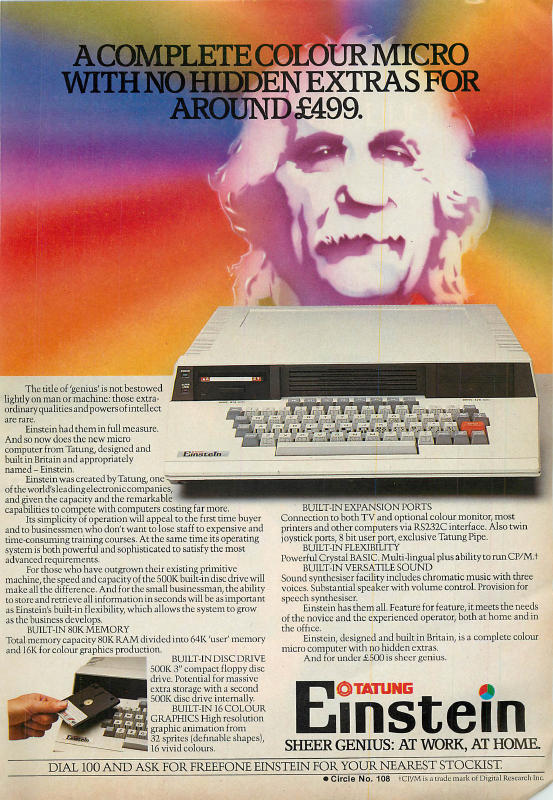 A COMPLETE COLOUR MICRO
WITH NO HIDDEN EXTRAS FOR
AROUND £499.
The title of 'genius' is not bestowed
lightly on man or machine: those extra-
ordinary qualities and powers of intellect
are rare.
Einstein had them in full measure.
And so now does the new micro
computer from Tatung, designed and
built in Britain and appropriately
named – Einstein.
Einstein was created by Tatung, one
of the world's leading electronic companies,
and given the capacity and the remarkable
capabilities to compete with computers costing far more.
Its simplicity of operation will appeal to the first time buyer
and to businessmen who don't want to lose staff to expensive and
time-consuming training courses. At the same time its operating
system is both powerful and sophisticated to satisfy the most
advanced requirements.
For those who have outgrown their existing primitive
machine, the speed and capacity of the 500K built-in disc drive will
make all the difference. And for the small businessman, the ability
to store and retrieve all information in seconds will be as important
as Einstein's built-in flexibility, which allows the system to grow
as the business develops.
BUILT-IN 80K MEMORY
Total memory capacity 80K RAM divided into 64K 'user' memory
and 16K for colour graphics production.
BUILT-IN DISC DRIVE
500K 3" compact floppy disc
drive. Potential for massive
extra storage with a second
500K disc drive internally.
BUILT-IN 16 COLOUR
GRAPHICS High resolution
graphic animation from
32 sprites (definable shapes),
16 vivid colours.
Einstein
BUILT-IN EXPANSION PORTS
Connection to both TV and optional colour monitor, most
printers and other computers via RS232C interface. Also twin
joystick ports, 8 bit user port, exclusive Tatung Pipe.
BUILT-IN FLEXIBILITY
Powerful Crystal BASIC. Multi-lingual plus ability to run CP/M.†
BUILT-IN VERSATILE SOUND
Sound synthesiser facility includes chromatic music with three
voices. Substantial speaker with volume control. Provision for
speech synthesiser.
Einstein has them all. Feature for feature, it meets the needs
of the novice and the experienced operator, both at home and in
the office.
Einstein, designed and built in Britain, is a complete colour
micro computer with no hidden extras.
And for under £500 is sheer genius.
Einstein
TATUNG
Einstein
SHEER GENIUS: AT WORK, AT HOME.
DIAL 100 AND ASK FOR FREEFONE EINSTEIN FOR YOUR NEAREST STOCKIST.
● Circle No. 108 †CP/M is a trade mark of Digital Research Inc.